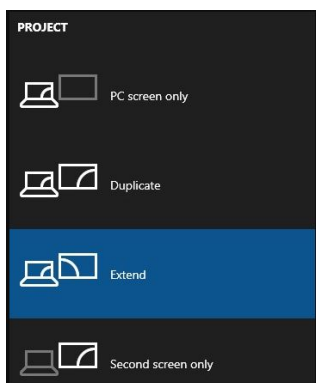 PROJECT
PC screen only
Duplicate
Extend
Second screen only